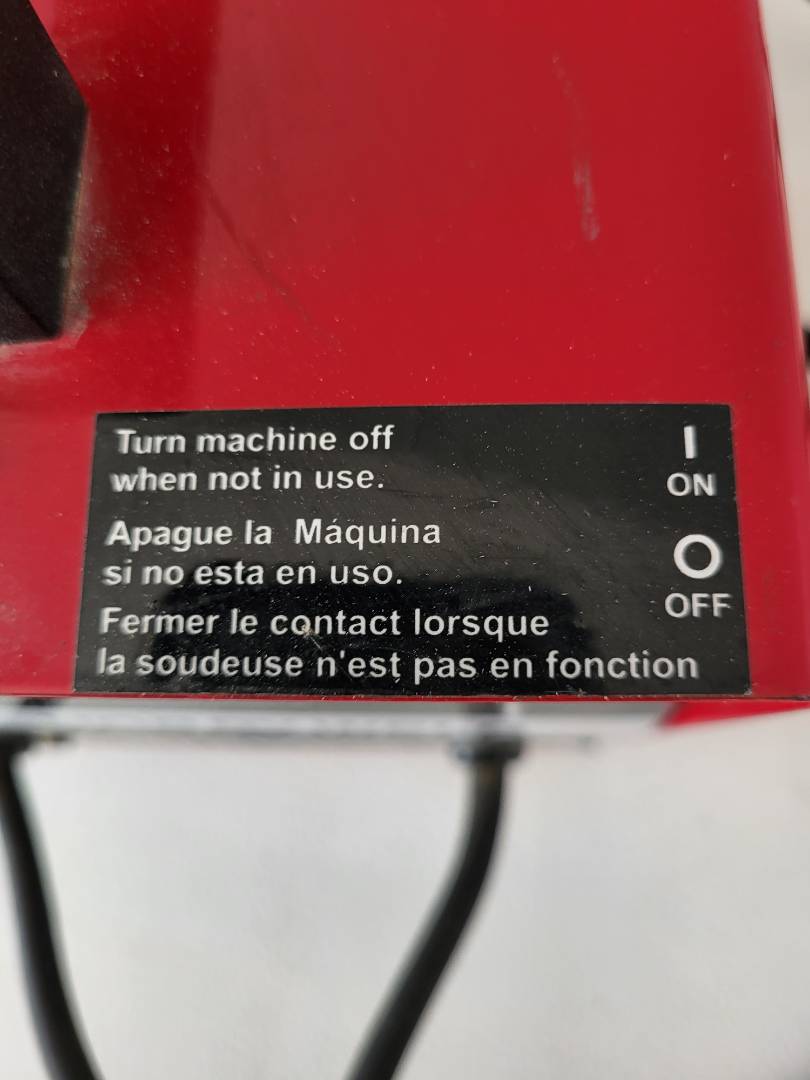 Turn machine off
when not in use.
Apague la Máquina
si no esta en uso.
Fermer le contact lorsque
la soudeuse n'est pas en fonction
I
ON
O
OFF